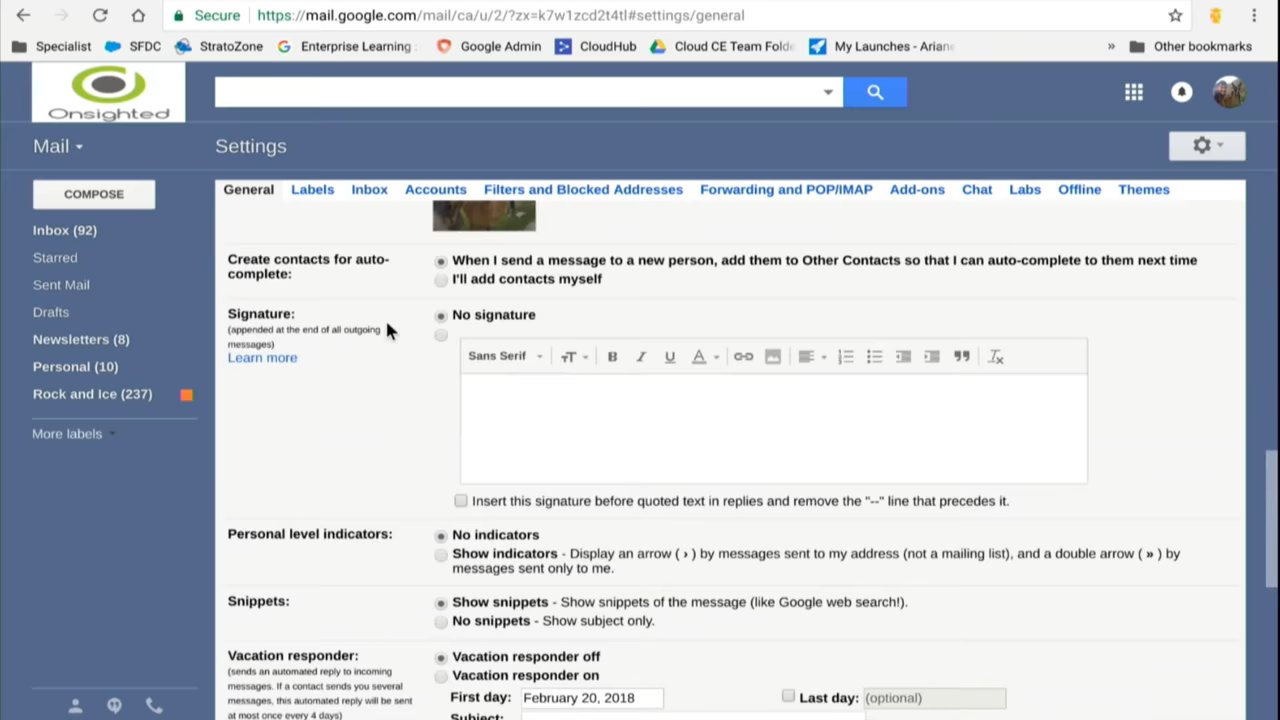 Secure https://mail.google.com/mail/ca/u/2/?zx=k7w1zcd2t4tl#settings/general
Specialist SFDC StratoZone Enterprise Learning : Google Admin CloudHub Cloud CE Team Folde My Launches - Ariane » Other bookmarks
Onsighted
Mail Settings
COMPOSE
Inbox (92)
Starred
Sent Mail
Drafts
Newsletters (8)
Personal (10)
Rock and Ice (237)
More labels
General Labels Inbox Accounts Filters and Blocked Addresses Forwarding and POP/IMAP Add-ons Chat Labs Offline Themes
Create contacts for auto-
complete:
When I send a message to a new person, add them to Other Contacts so that I can auto-complete to them next time
I'll add contacts myself
Signature:
(appended at the end of all outgoing
messages)
Learn more
No signature
Sans Serif
Insert this signature before quoted text in replies and remove the "--" line that precedes it.
Personal level indicators:
No indicators
Show indicators - Display an arrow ( › ) by messages sent to my address (not a mailing list), and a double arrow ( » ) by
messages sent only to me.
Snippets:
Show snippets - Show snippets of the message (like Google web search!).
No snippets - Show subject only.
Vacation responder:
(sends an automated reply to incoming
messages. If a contact sends you several
messages, this automated reply will be sent
at most once every 4 days)
Vacation responder off
Vacation responder on
First day: February 20, 2018 Last day: (optional)
Subject: